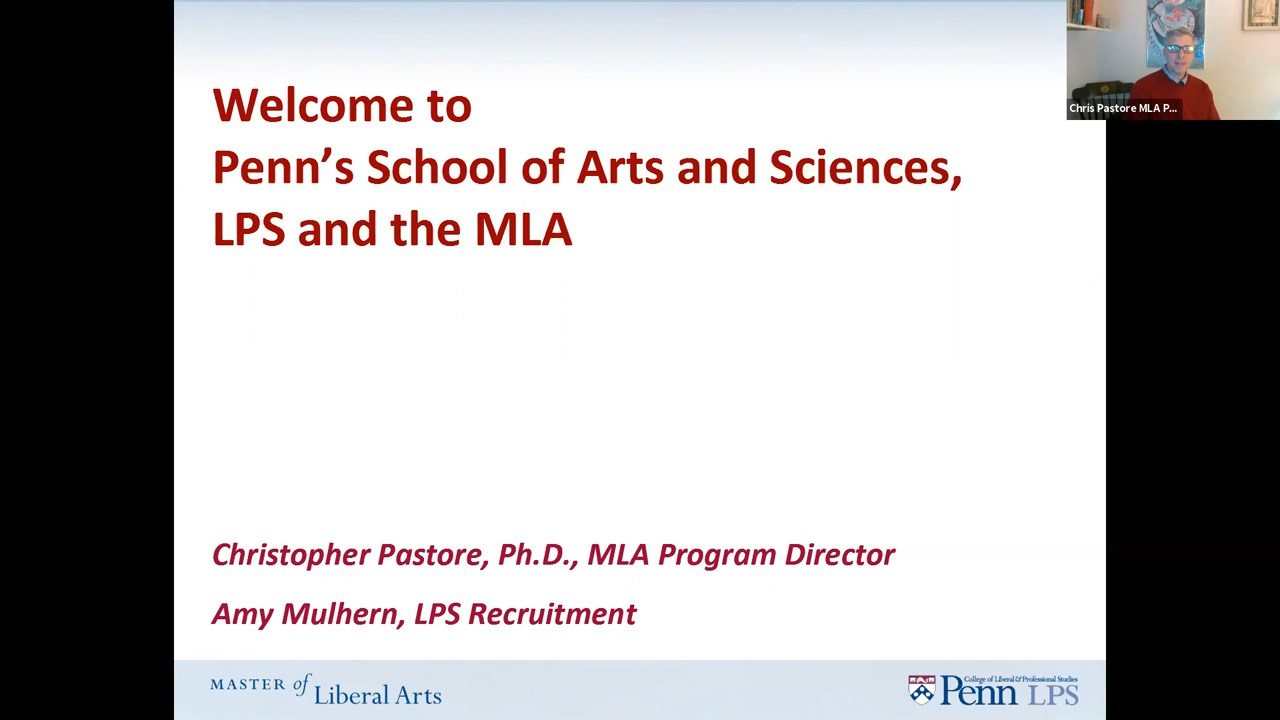 Welcome to
Penn's School of Arts and Sciences,
LPS and the MLA
Chris Pastore MLA P...
Christopher Pastore, Ph.D., MLA Program Director
Amy Mulhern, LPS Recruitment
MASTER of
Liberal Arts
College of Liberal & Professional Studies
Penn LPS